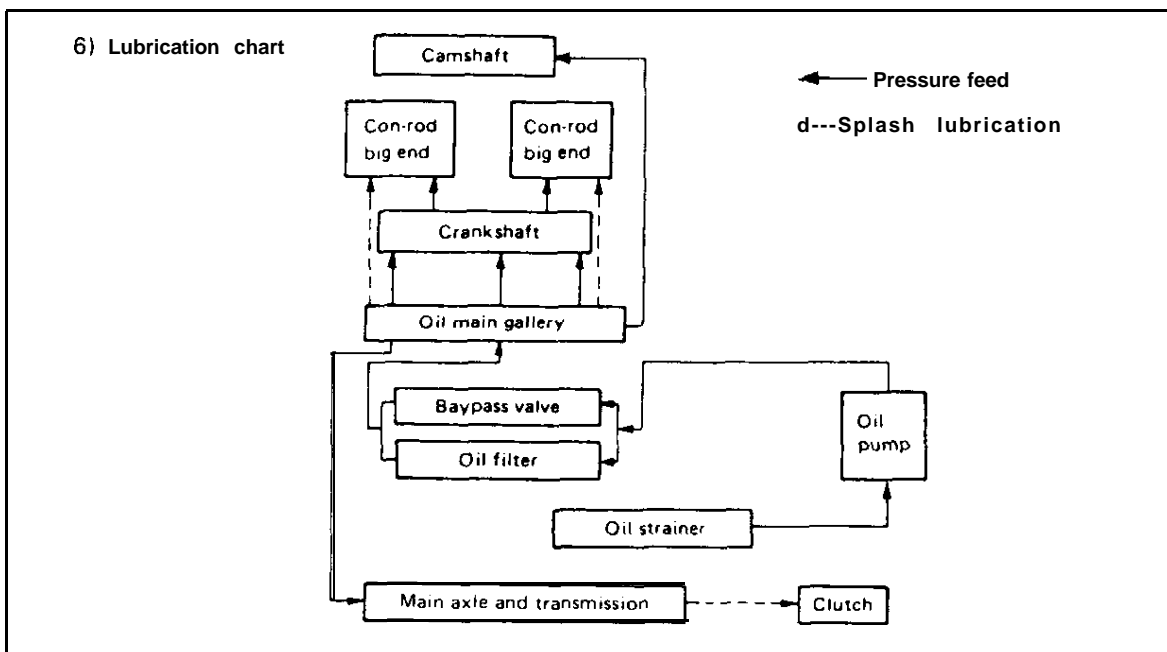 6) Lubrication chart
Camshaft
Pressure feed
d---Splash lubrication
Con-rod
big end
Con-rod
big end
Crankshaft
Oil main gallery
Baypass valve
Oil filter
Oil
pump
Oil strainer
Main axle and transmission
Clutch